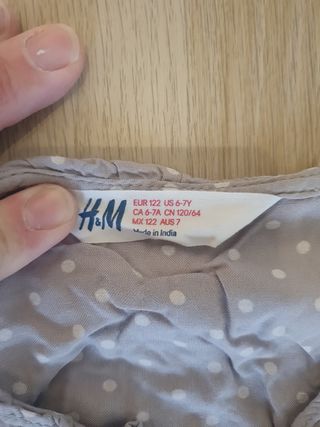 H&M
EUR 122 US 6-7Y
CA 6-7A CN 120/64
MX 122 AUS 7
Made in India